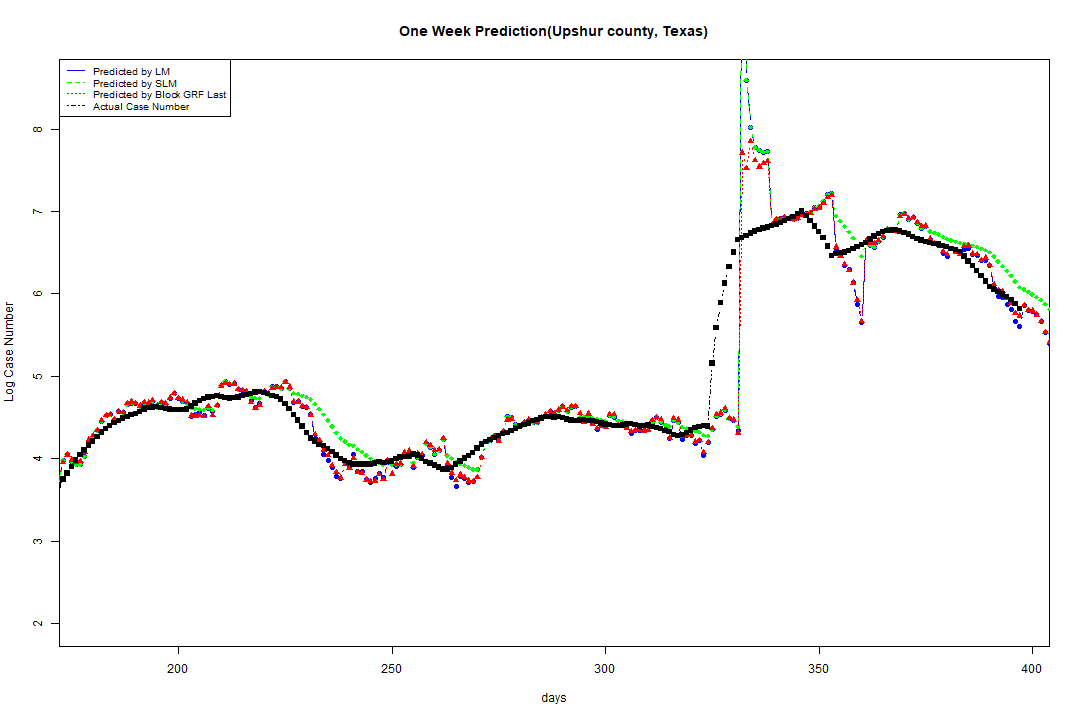 One Week Prediction(Upshur county, Texas)
Predicted by LM
Predicted by SLM
Predicted by Block GRF Last
Actual Case Number
Log Case Number
8
7
6
5
4
3
2
200 250 300 350 400
days